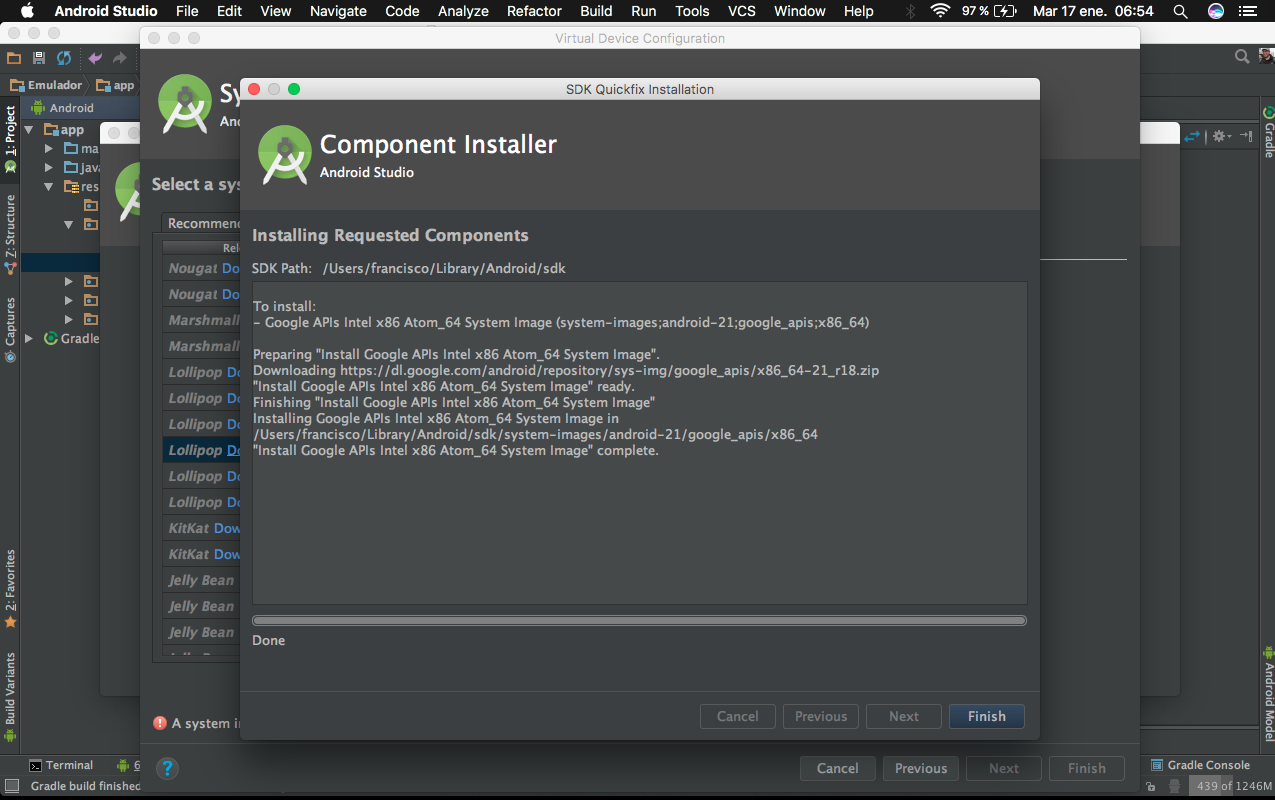 Android Studio File Edit View Navigate Code Analyze Refactor Build Run Tools VCS Window Help 97 % Mar 17 ene. 06:54
Virtual Device Configuration
SDK Quickfix Installation
Emulador app
Android
1: Project
app
java
res
Gradle
Z: Structure
Captures
2: Favorites
Build Variants
Select a
Component Installer
Android Studio
Installing Requested Components
SDK Path: /Users/francisco/Library/Android/sdk
To install:
- Google APIs Intel x86 Atom_64 System Image (system-images;android-21;google_apis;x86_64)
Preparing "Install Google APIs Intel x86 Atom_64 System Image".
Downloading https://dl.google.com/android/repository/sys-img/google_apis/x86_64-21_r18.zip
"Install Google APIs Intel x86 Atom_64 System Image" ready.
Finishing "Install Google APIs Intel x86 Atom_64 System Image"
Installing Google APIs Intel x86 Atom_64 System Image in
/Users/francisco/Library/Android/sdk/system-images/android-21/google_apis/x86_64
"Install Google APIs Intel x86 Atom_64 System Image" complete.
Done
Cancel Previous Next Finish
Recommen
Rel
Nougat Do
Nougat Do
Marshmall
Marshmall
Lollipop Do
Lollipop Do
Lollipop Do
Lollipop Do
Lollipop Do
Lollipop Do
KitKat Dow
KitKat Dow
Jelly Bean
Jelly Bean
Jelly Bean
A system
? Cancel Previous Next Finish
Gradle
Android Model
Terminal 6 Gradle Console
Gradle build finished 439 of 1246M